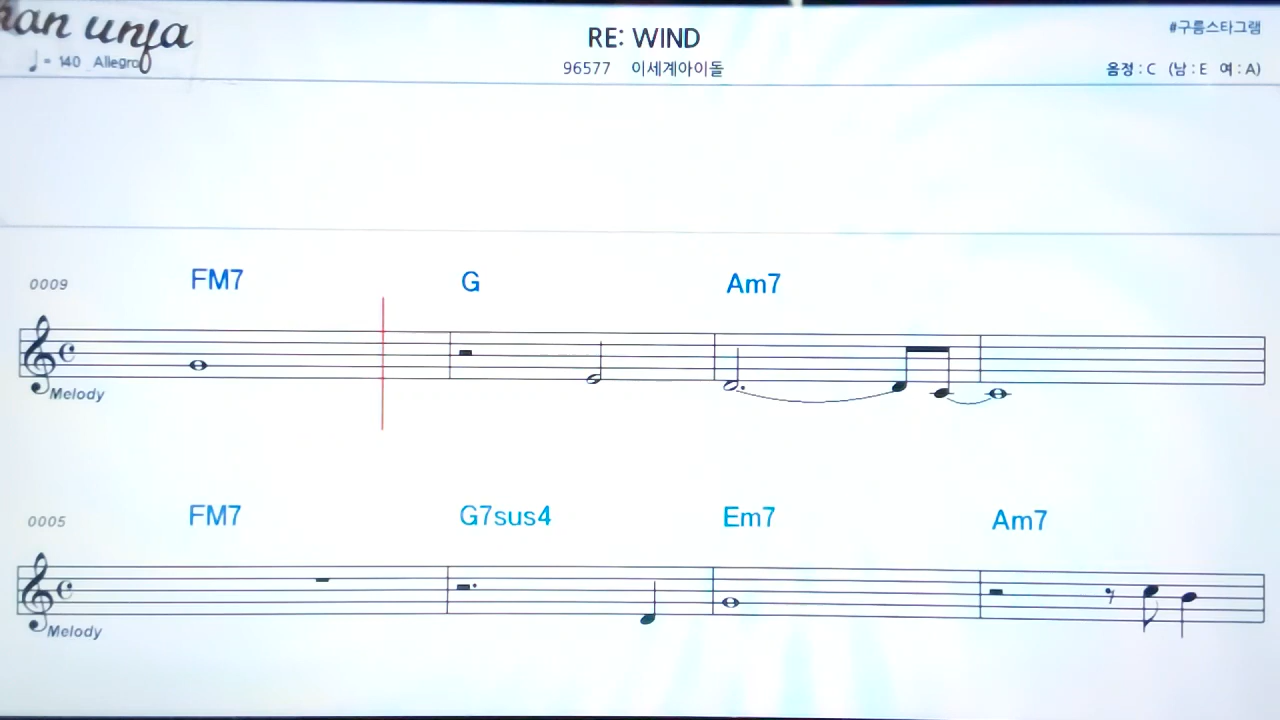 RE: WIND
#구름스타그램
♩= 140 Allegro
96577 이세계아이돌
음정 : C (남 : E 여 : A)
0009 FM7 G Am7
Melody
0005 FM7 G7sus4 Em7 Am7
Melody